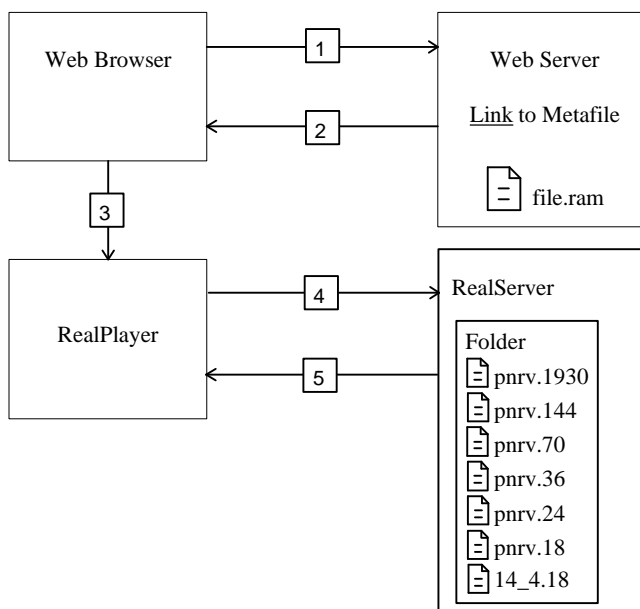 Web Browser
1
Web Server
Link to Metafile
2
file.ram
3
RealPlayer
4
RealServer
5
Folder
pnrv.1930
pnrv.144
pnrv.70
pnrv.36
pnrv.24
pnrv.18
14_4.18